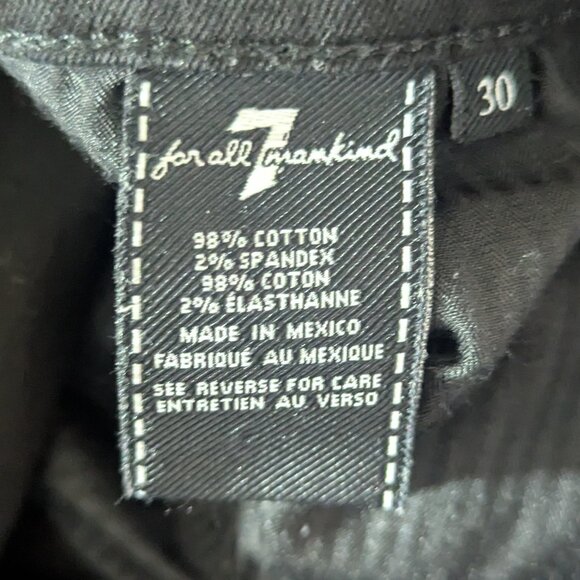 30
for all 7 mankind
98% COTTON
2% SPANDEX
98% COTON
2% ÉLASTHANNE
MADE IN MEXICO
FABRIQUÉ AU MEXIQUE
SEE REVERSE FOR CARE
ENTRETIEN AU VERSO